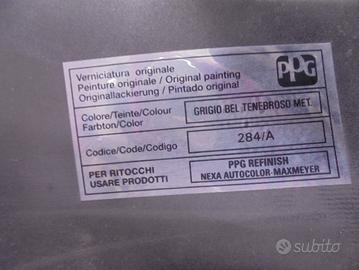 Verniciatura originale
Peinture originale / Original painting
Originallackierung / Pintado original
PPG
Colore/Teinte/Colour
Farbton/Color
GRIGIO BEL TENEBROSO MET.
Codice/Code/Codigo
284/A
PER RITOCCHI
USARE PRODOTTI
PPG REFINISH
NEXA AUTOCOLOR-MAXMEYER
subito